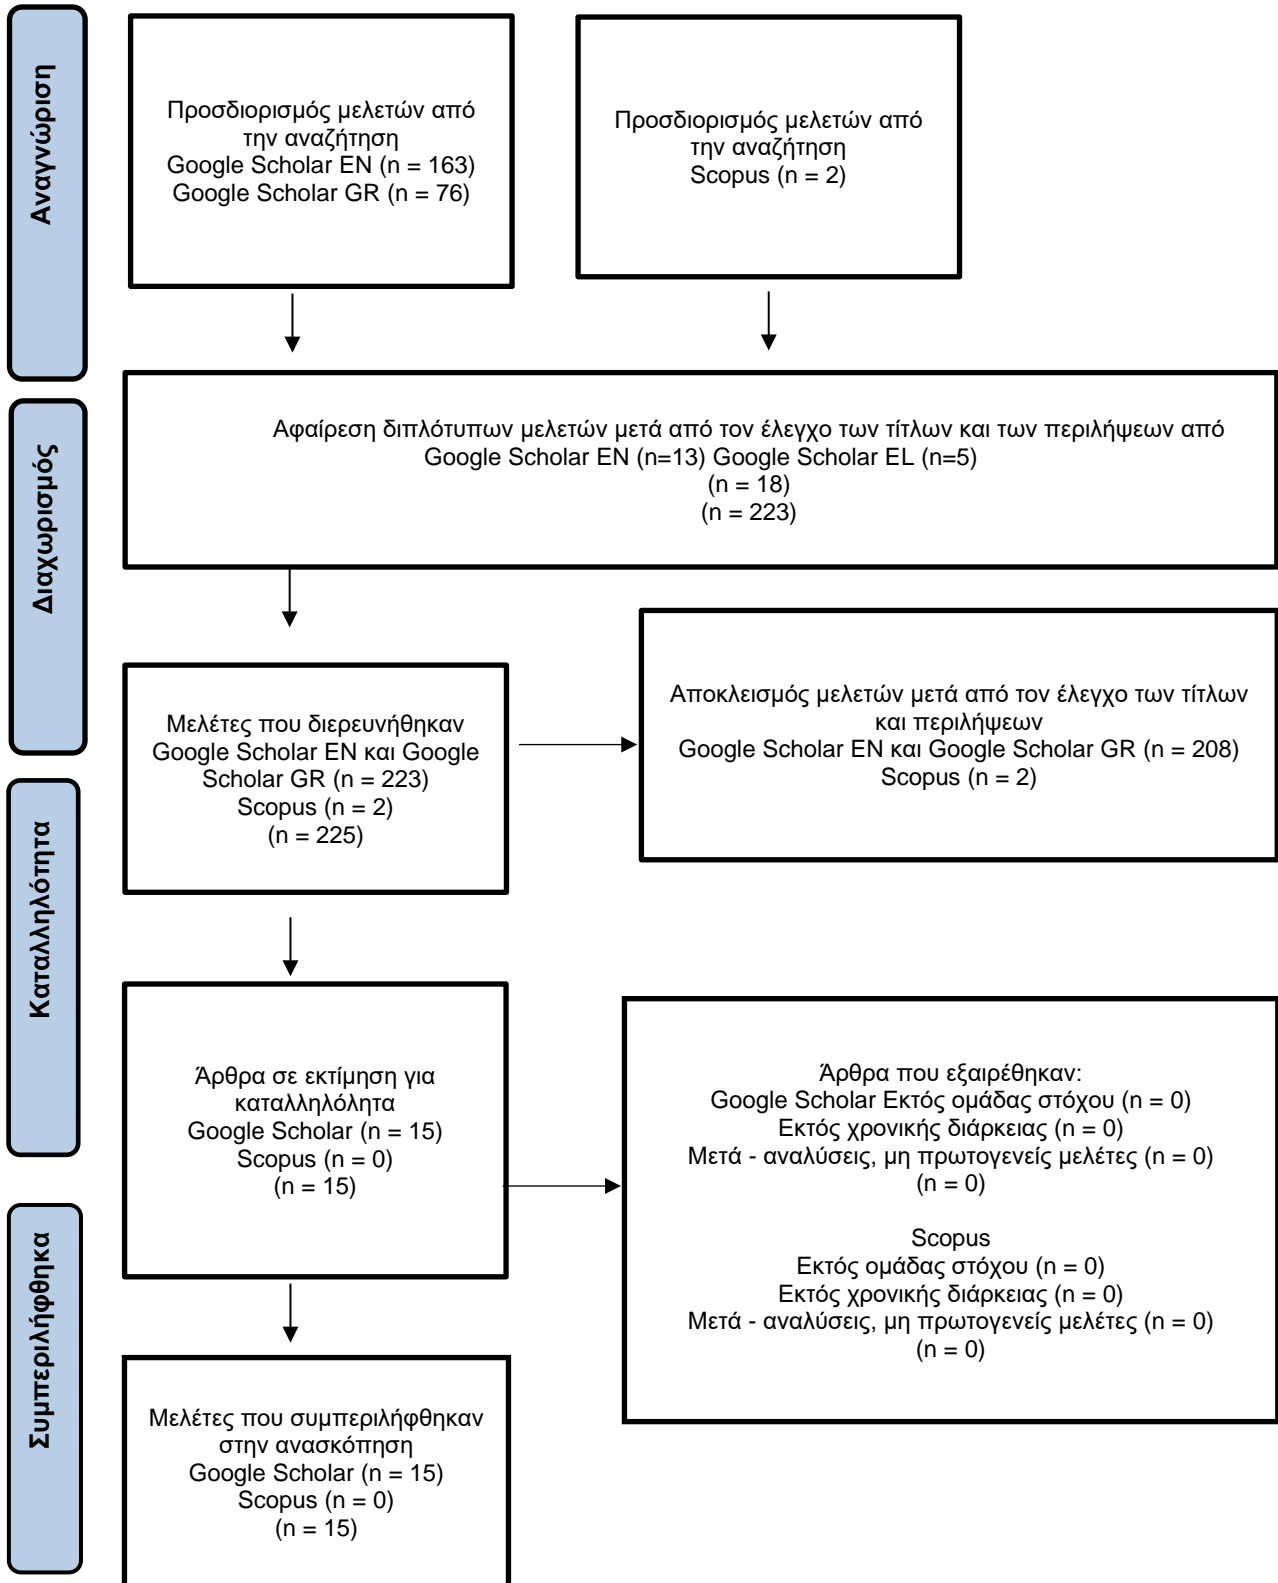 Αναγνώριση
Προσδιορισμός μελετών από
την αναζήτηση
Google Scholar EN (n = 163)
Google Scholar GR (n = 76)
Προσδιορισμός μελετών από
την αναζήτηση
Scopus (n = 2)
Διαχωρισμός
Αφαίρεση διπλότυπων μελετών μετά από τον έλεγχο των τίτλων και των περιλήψεων από
Google Scholar EN (n=13) Google Scholar EL (n=5)
(n = 18)
(n = 223)
Μελέτες που διερευνήθηκαν
Google Scholar EN και Google
Scholar GR (n = 223)
Scopus (n = 2)
(n = 225)
Αποκλεισμός μελετών μετά από τον έλεγχο των τίτλων
και περιλήψεων
Google Scholar EN και Google Scholar GR (n = 208)
Scopus (n = 2)
Καταλληλότητα
Άρθρα σε εκτίμηση για
καταλληλόλητα
Google Scholar (n = 15)
Scopus (n = 0)
(n = 15)
Άρθρα που εξαιρέθηκαν:
Google Scholar Εκτός ομάδας στόχου (n = 0)
Εκτός χρονικής διάρκειας (n = 0)
Μετά - αναλύσεις, μη πρωτογενείς μελέτες (n = 0)
(n = 0)
Scopus
Εκτός ομάδας στόχου (n = 0)
Εκτός χρονικής διάρκειας (n = 0)
Μετά - αναλύσεις, μη πρωτογενείς μελέτες (n = 0)
(n = 0)
Συμπεριλήφθηκα
Μελέτες που συμπεριλήφθηκαν
στην ανασκόπηση
Google Scholar (n = 15)
Scopus (n = 0)
(n = 15)